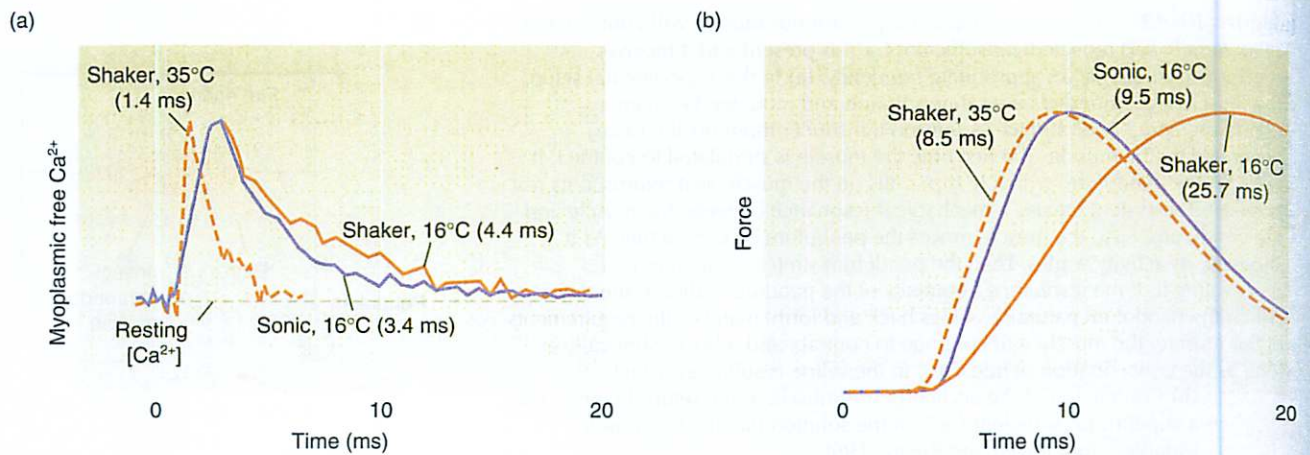 (a)
Myoplasmic free Ca²⁺
Shaker, 35°C
(1.4 ms)
Shaker, 16°C (4.4 ms)
Sonic, 16°C (3.4 ms)
Resting
[Ca²⁺]
0
10
20
Time (ms)
(b)
Force
Shaker, 35°C
(8.5 ms)
Sonic, 16°C
(9.5 ms)
Shaker, 16°C
(25.7 ms)
0
10
20
Time (ms)